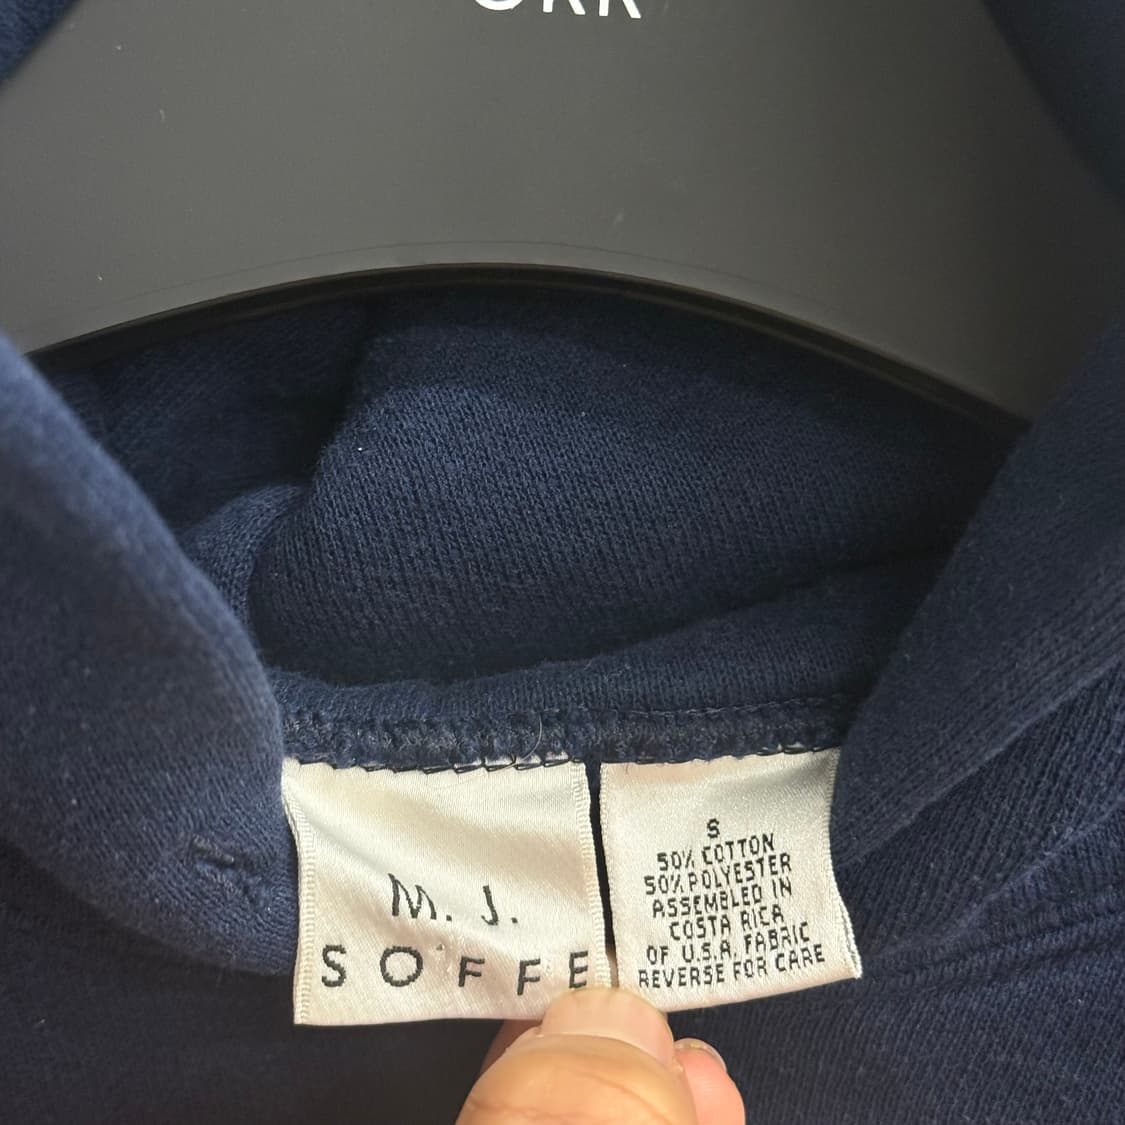 M. J.
SOFFE
S
50% COTTON
50% POLYESTER
ASSEMBLED IN
COSTA RICA
OF U.S.A. FABRIC
REVERSE FOR CARE